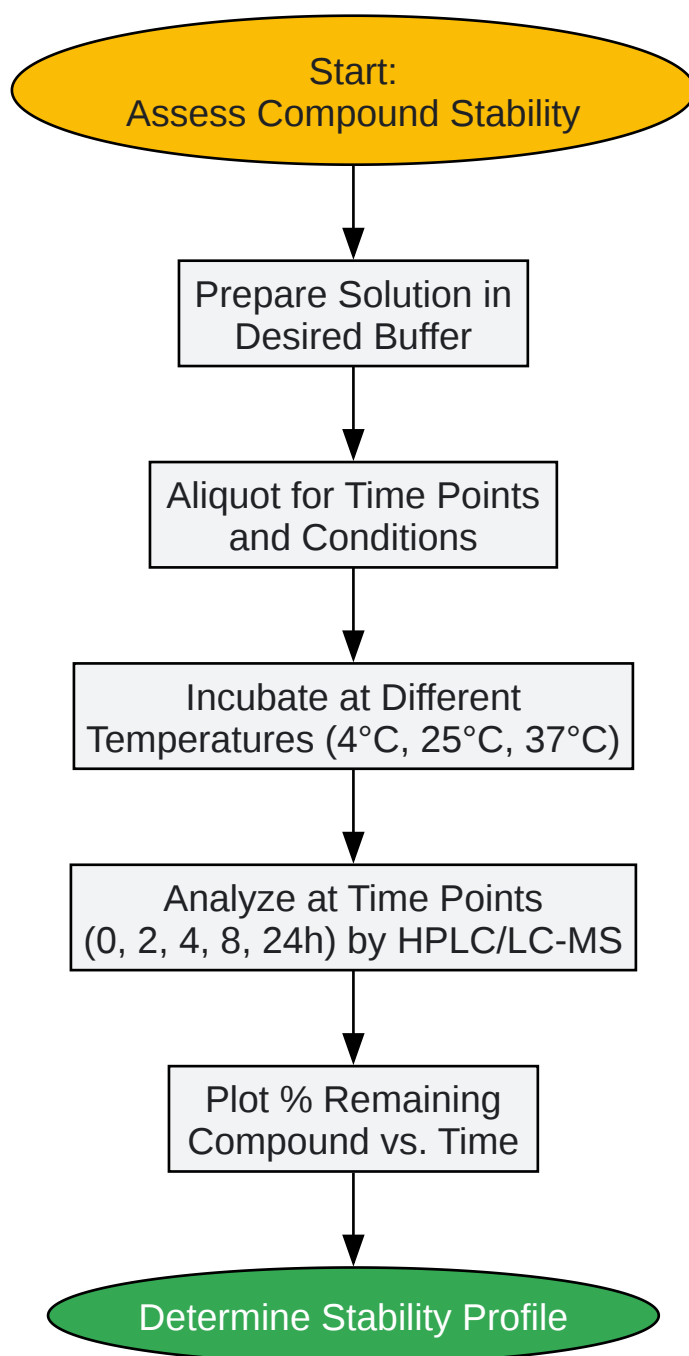 Start:
Assess Compound Stability
Prepare Solution in
Desired Buffer
Aliquot for Time Points
and Conditions
Incubate at Different
Temperatures (4°C, 25°C, 37°C)
Analyze at Time Points
(0, 2, 4, 8, 24h) by HPLC/LC-MS
Plot % Remaining
Compound vs. Time
Determine Stability Profile